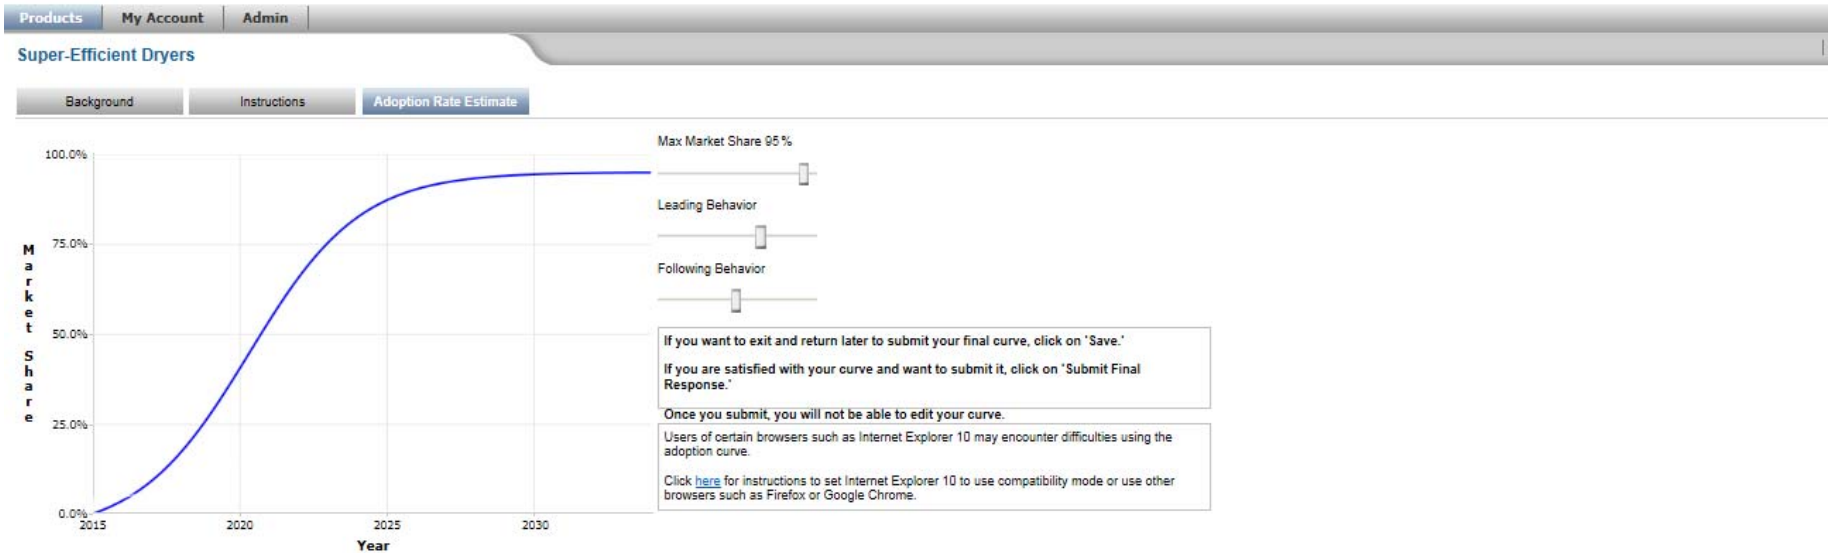 Products My Account Admin
Super-Efficient Dryers
Background Instructions Adoption Rate Estimate
Max Market Share 95%
Leading Behavior
Following Behavior
100.0%
75.0%
50.0%
25.0%
0.0%
Market Share
2015 2020 2025 2030
Year
If you want to exit and return later to submit your final curve, click on 'Save.'
If you are satisfied with your curve and want to submit it, click on 'Submit Final
Response.'
Once you submit, you will not be able to edit your curve.
Users of certain browsers such as Internet Explorer 10 may encounter difficulties using the
adoption curve.
Click here for instructions to set Internet Explorer 10 to use compatibility mode or use other
browsers such as Firefox or Google Chrome.